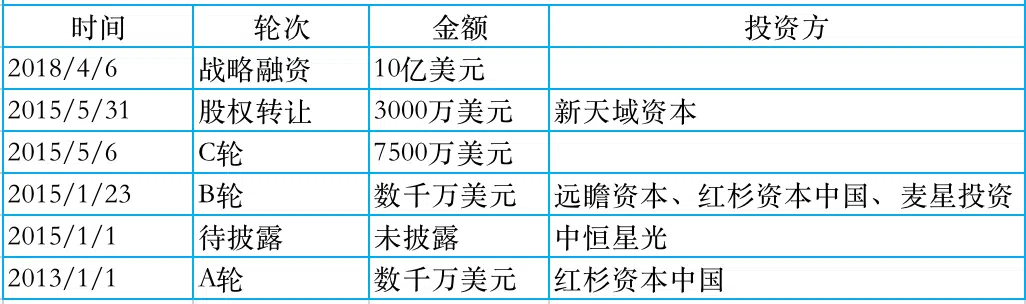 时间 轮次 金额 投资方
2018/4/6 战略融资 10亿美元
2015/5/31 股权转让 3000万美元 新天域资本
2015/5/6 C轮 7500万美元
2015/1/23 B轮 数千万美元 远瞻资本、红杉资本中国、麦星投资
2015/1/1 待披露 未披露 中恒星光
2013/1/1 A轮 数千万美元 红杉资本中国